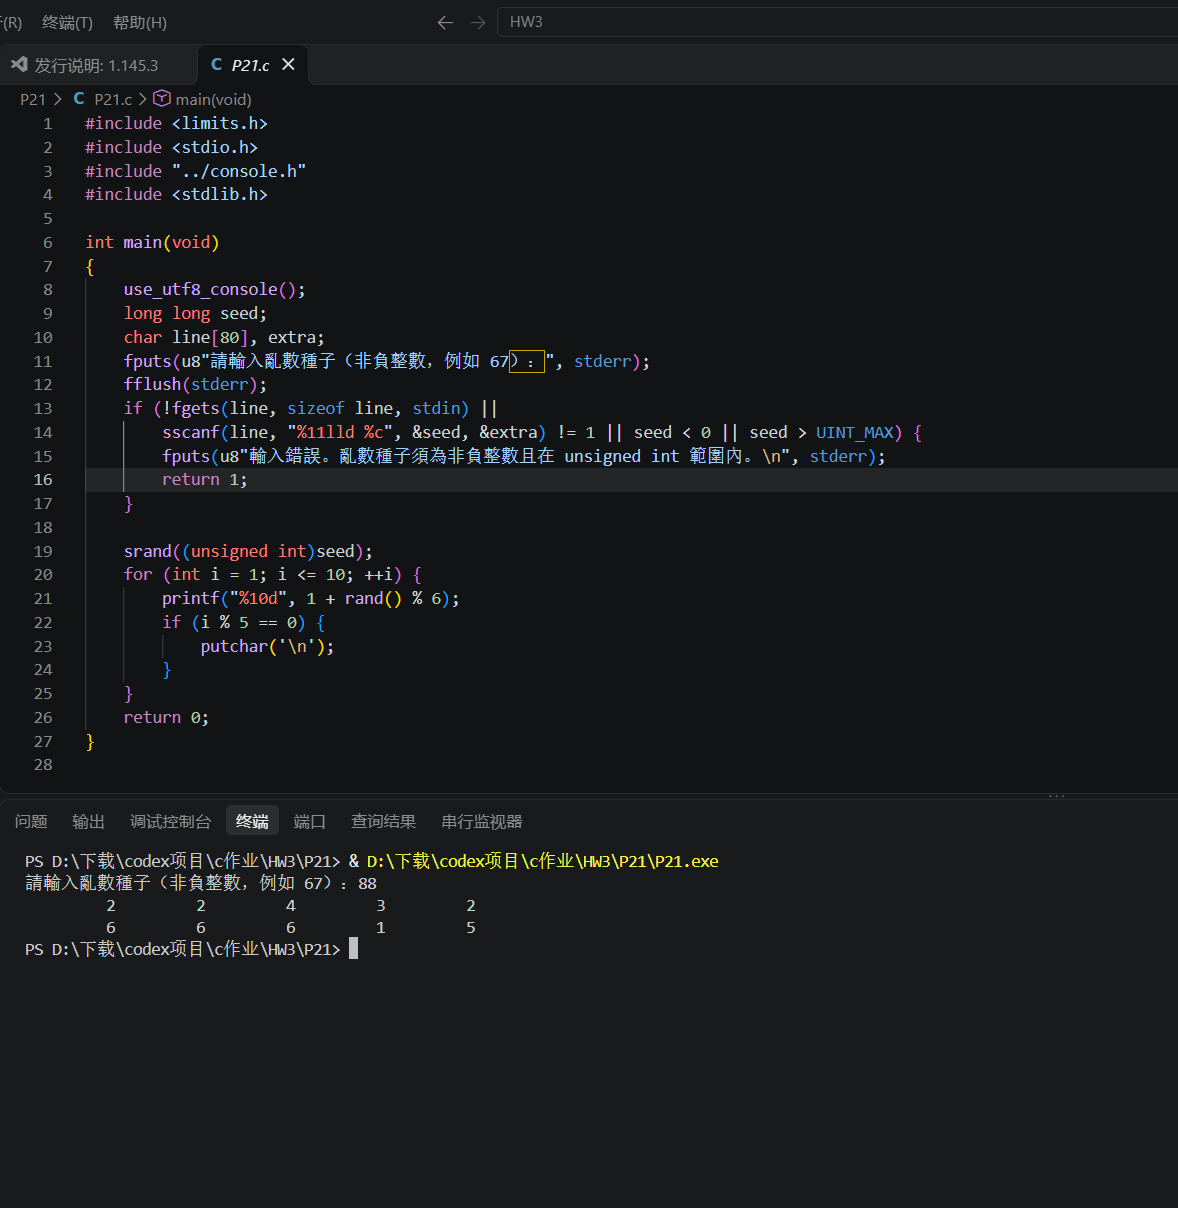 (R) 终端(T) 帮助(H) ← → HW3
发行说明: 1.145.3 C P21.c ×
P21 > C P21.c > main(void)
1 #include <limits.h>
2 #include <stdio.h>
3 #include "../console.h"
4 #include <stdlib.h>
5
6 int main(void)
7 {
8     use_utf8_console();
9     long long seed;
10     char line[80], extra;
11     fputs(u8"請輸入亂數種子（非負整數，例如 67）：", stderr);
12     fflush(stderr);
13     if (!fgets(line, sizeof line, stdin) ||
14         sscanf(line, "%11lld %c", &seed, &extra) != 1 || seed < 0 || seed > UINT_MAX) {
15         fputs(u8"輸入錯誤。亂數種子須為非負整數且在 unsigned int 範圍內。\n", stderr);
16         return 1;
17     }
18
19     srand((unsigned int)seed);
20     for (int i = 1; i <= 10; ++i) {
21         printf("%10d", 1 + rand() % 6);
22         if (i % 5 == 0) {
23             putchar('\n');
24         }
25     }
26     return 0;
27 }
28
问题 输出 调试控制台 终端 端口 查询结果 串行监视器
PS D:\下载\codex项目\c作业\HW3\P21> & D:\下载\codex项目\c作业\HW3\P21\P21.exe
請輸入亂數種子（非負整數，例如 67）：88
         2         2         4         3         2
         6         6         6         1         5
PS D:\下载\codex项目\c作业\HW3\P21>